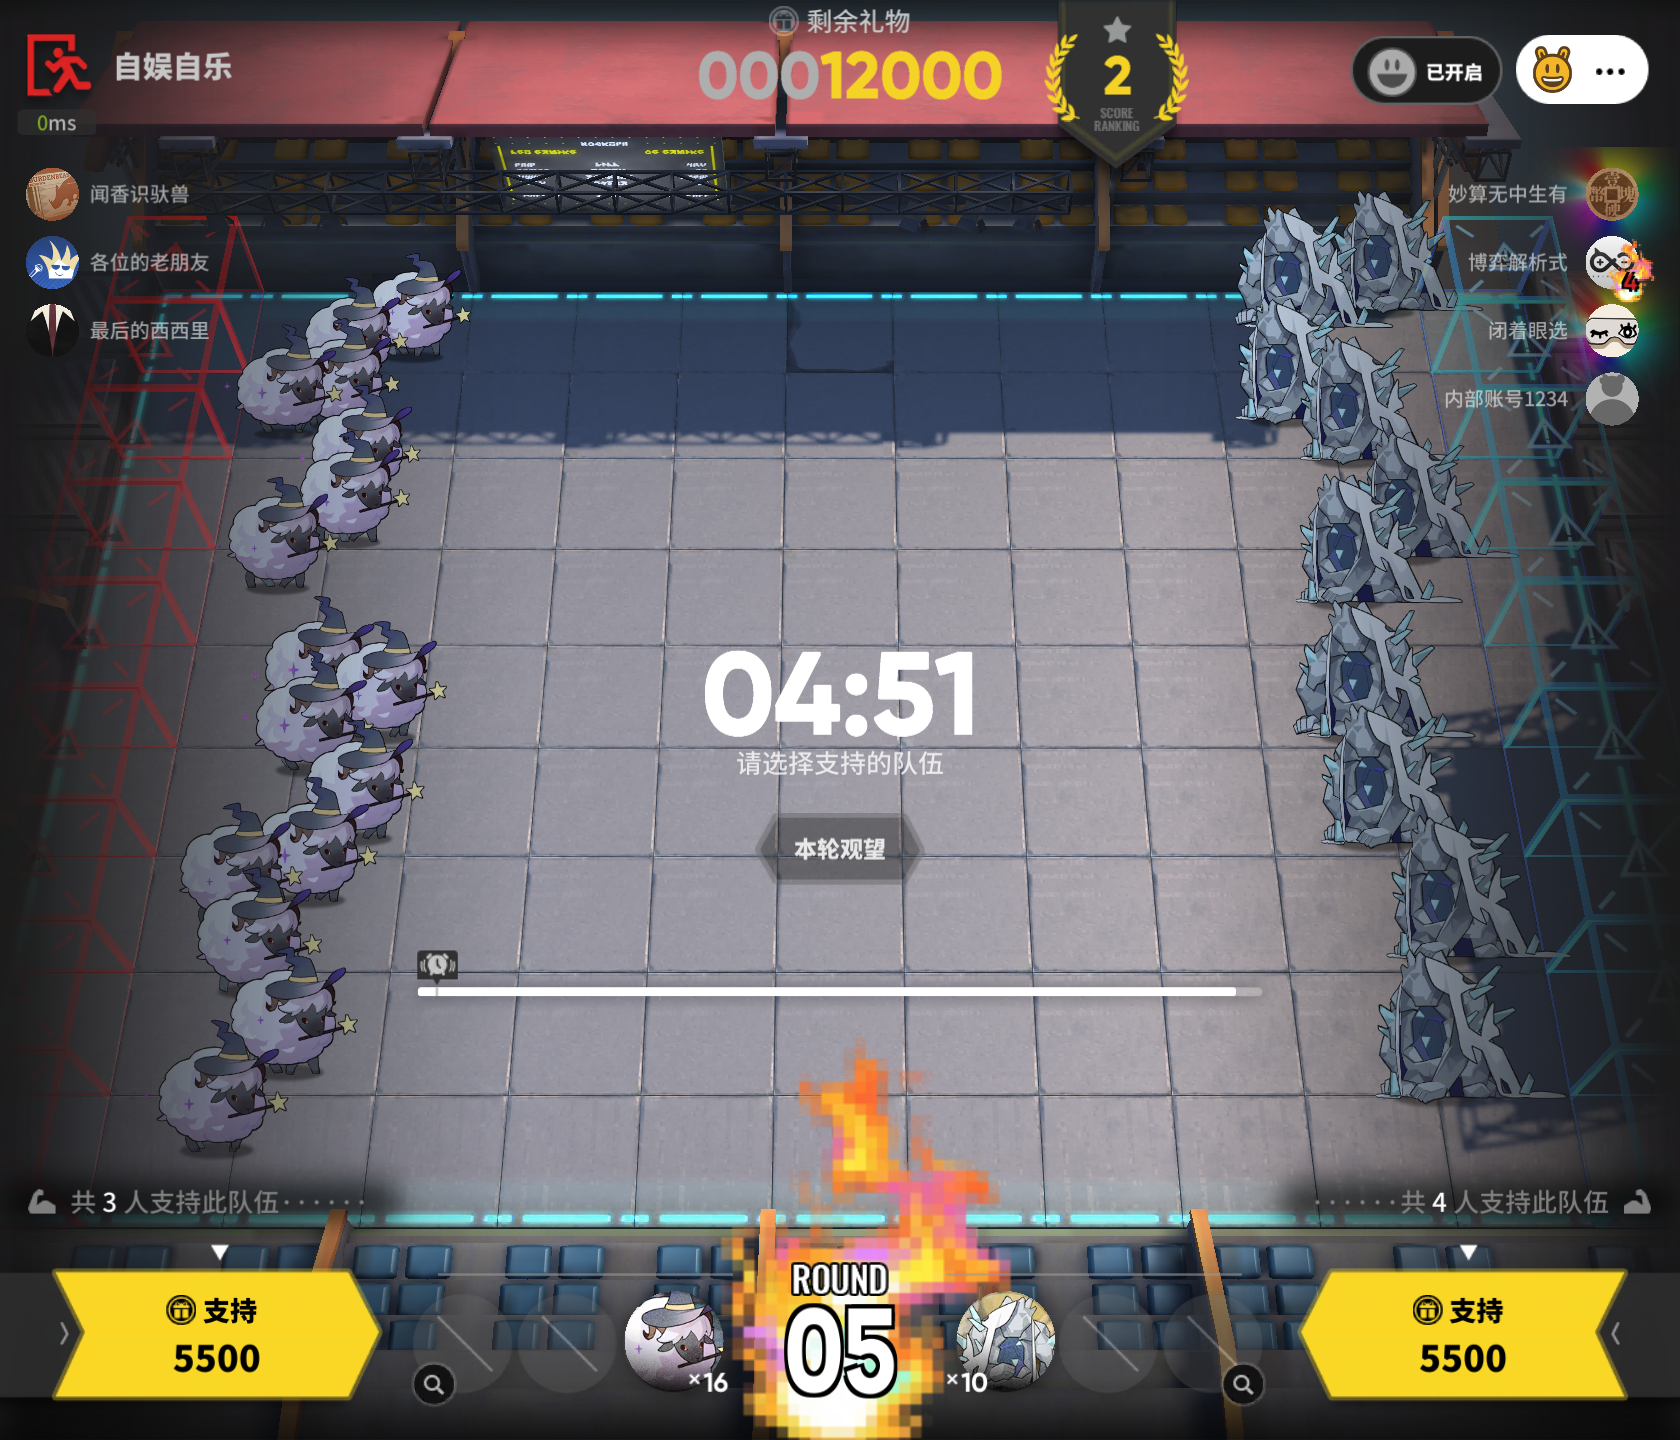 自娱自乐
0ms
剩余礼物
00012000
2
SCORE
RANKING
已开启
闻香识驮兽
各位的老朋友
最后的西西里
妙算无中生有
博弈解析式
4
闭着眼选
内部账号1234
04:51
请选择支持的队伍
本轮观望
共 3 人支持此队伍······
······共 4 人支持此队伍
支持
5500
×16
ROUND
05
×10
支持
5500